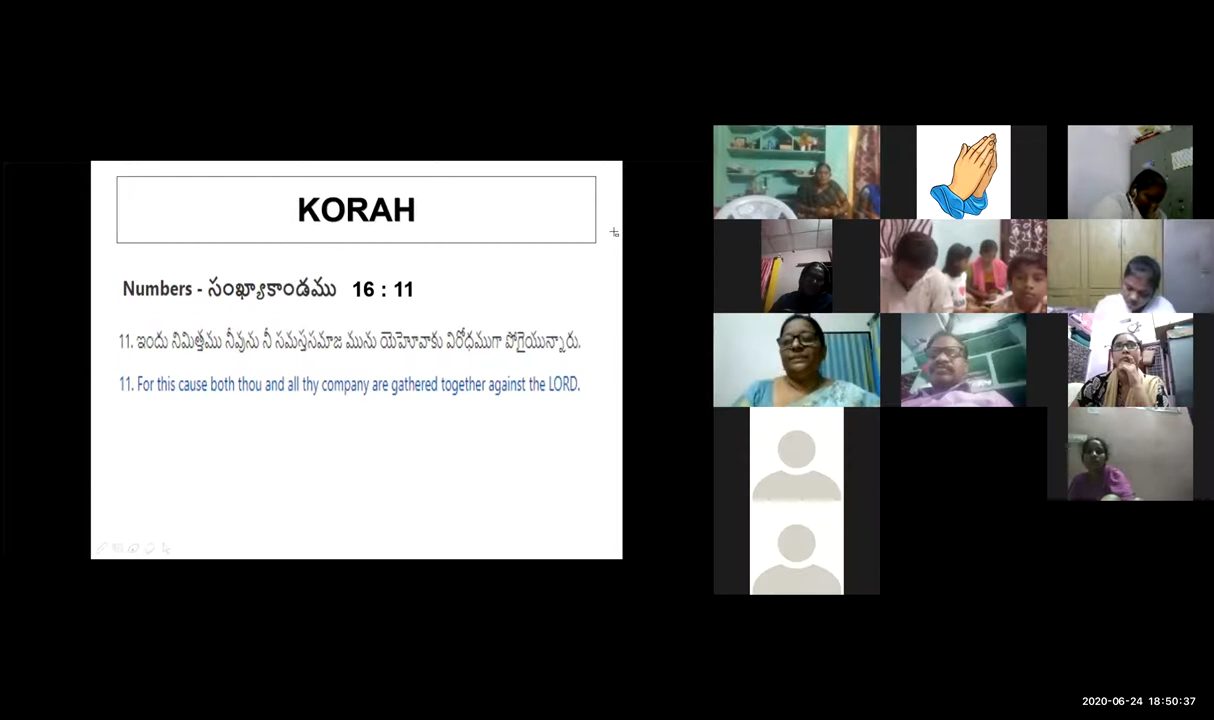 KORAH
Numbers - సంఖ్యాకాండము 16 : 11
11. ఇందు నిమిత్తము నీవును నీ సమస్తసమాజ మును యెహోవాకు విరోధముగా పోగైయున్నారు.
11. For this cause both thou and all thy company are gathered together against the LORD.
2020-06-24 18:50:37